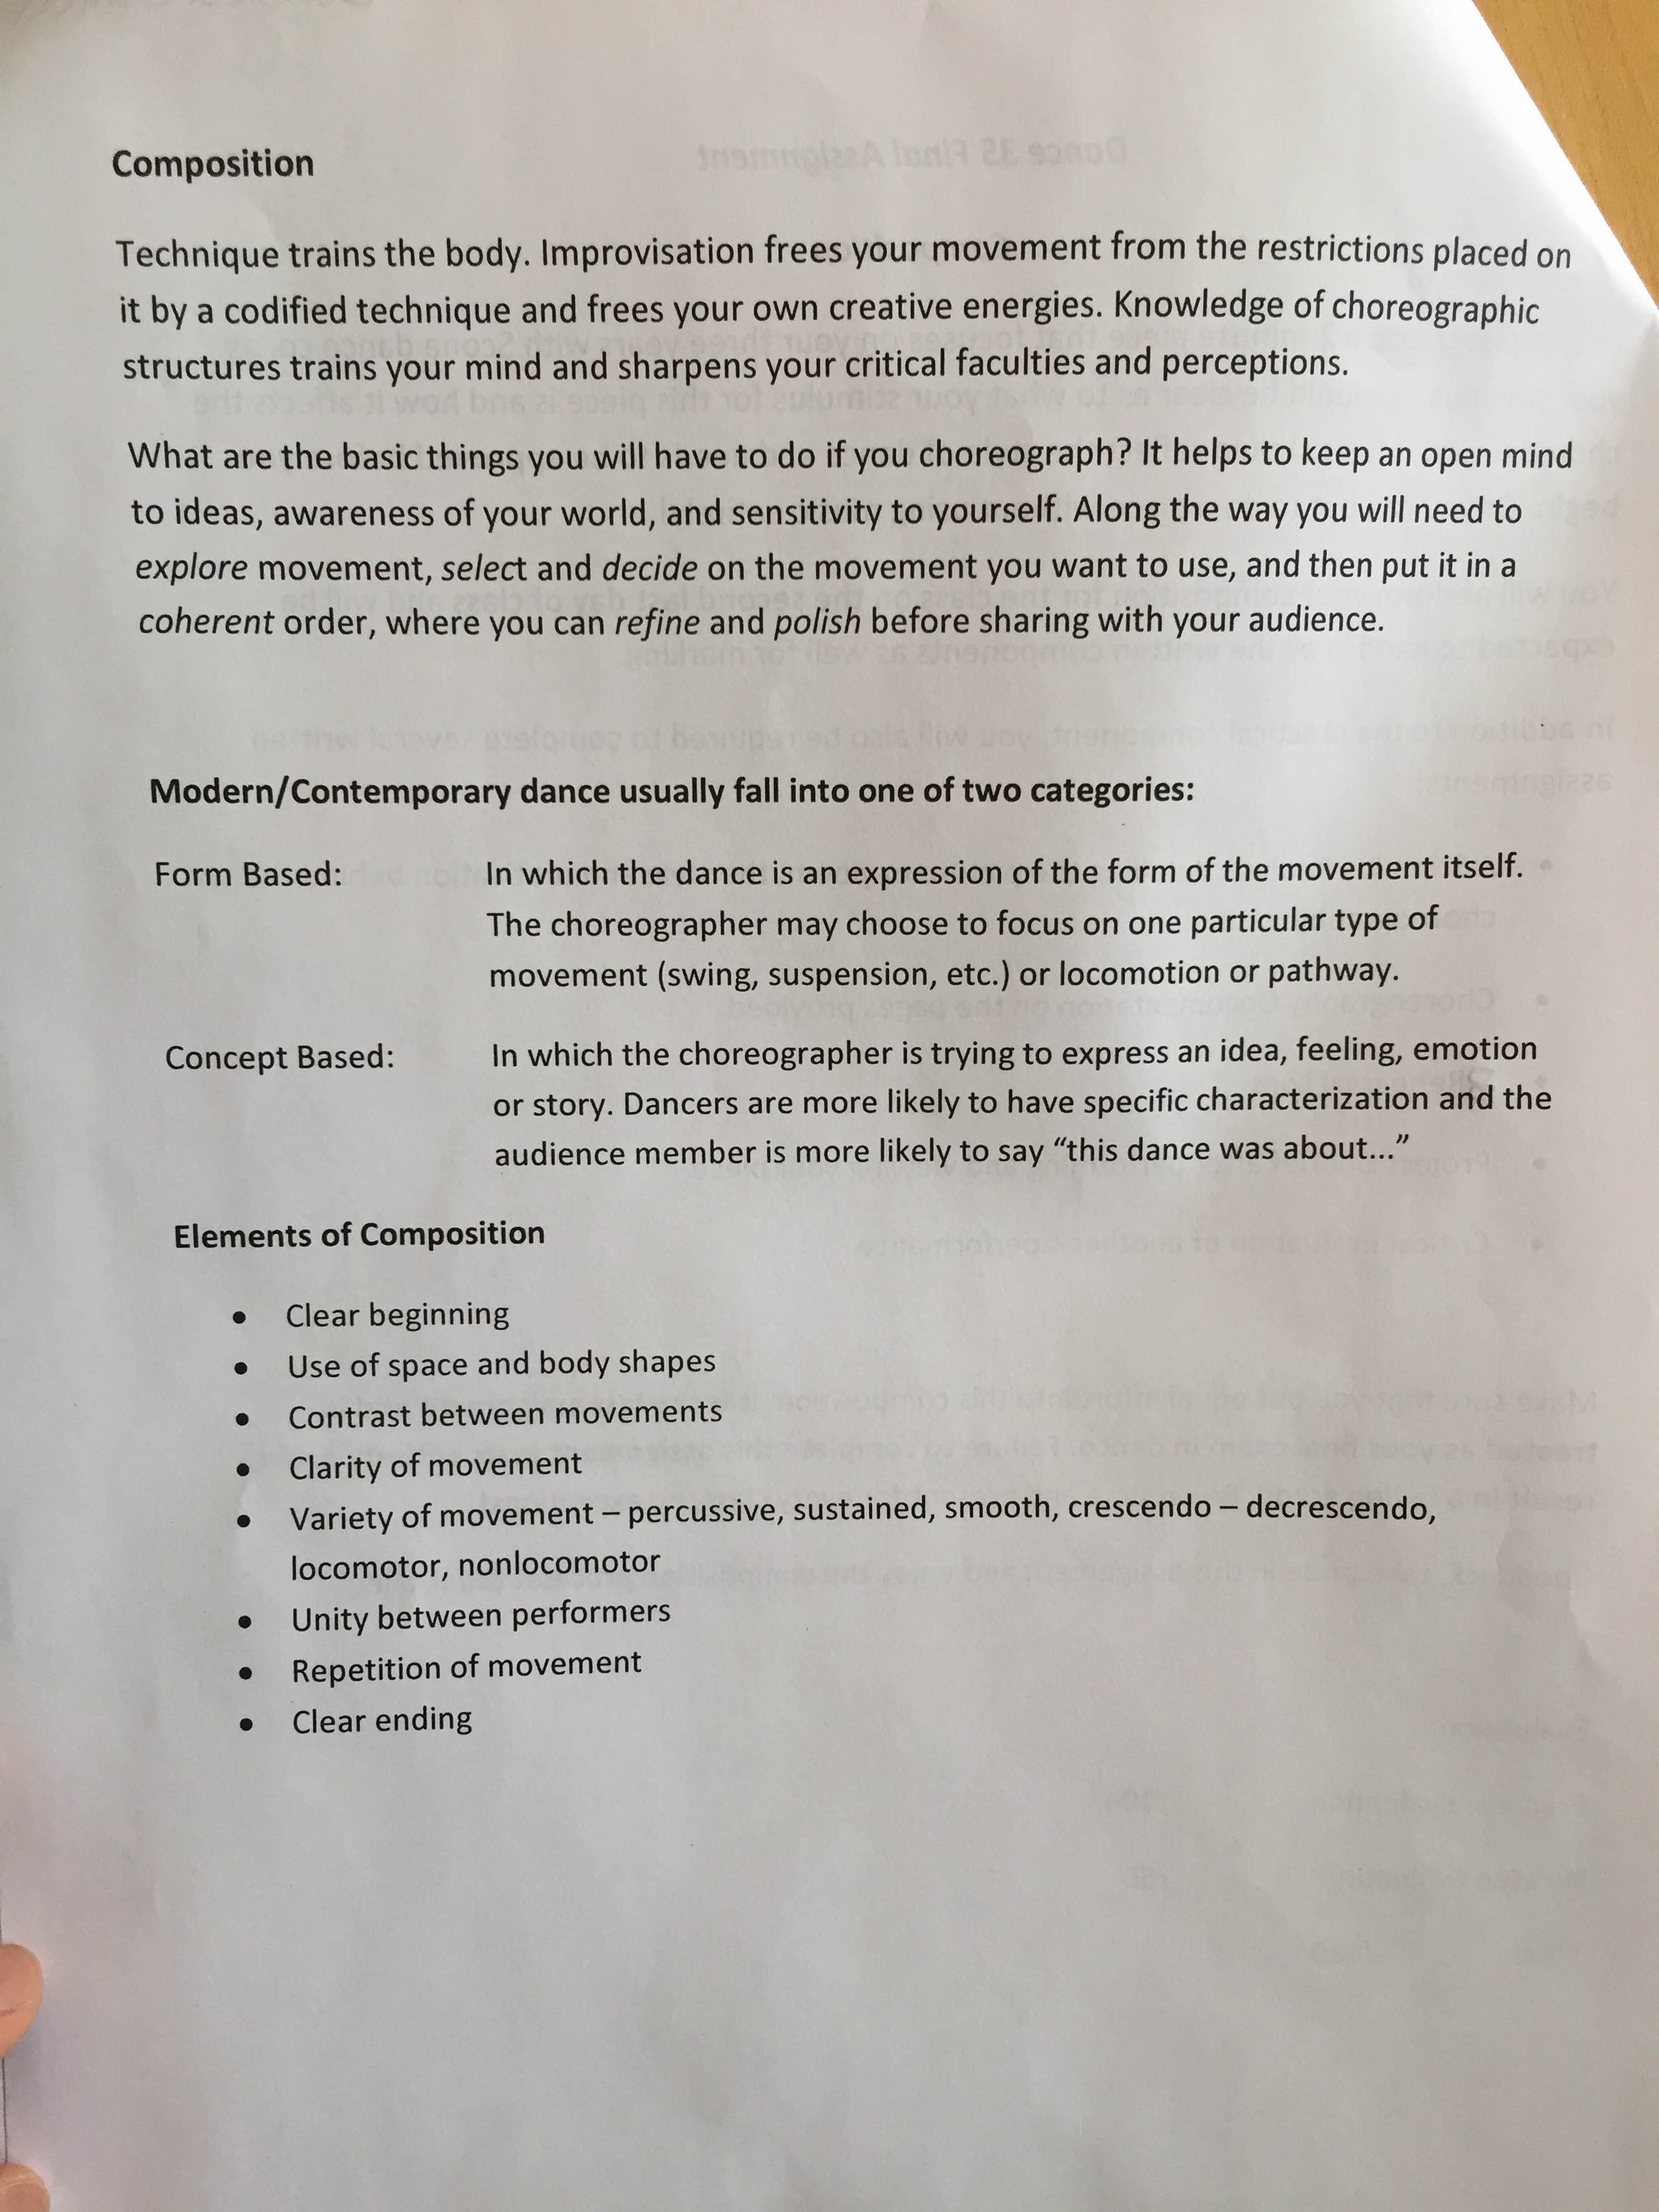 Composition
Technique trains the body. Improvisation frees your movement from the restrictions placed on
it by a codified technique and frees your own creative energies. Knowledge of choreographic
structures trains your mind and sharpens your critical faculties and perceptions.
What are the basic things you will have to do if you choreograph? It helps to keep an open mind
to ideas, awareness of your world, and sensitivity to yourself. Along the way you will need to
explore movement, select and decide on the movement you want to use, and then put it in a
coherent order, where you can refine and polish before sharing with your audience.
Modern/Contemporary dance usually fall into one of two categories:
Form Based: In which the dance is an expression of the form of the movement itself.
The choreographer may choose to focus on one particular type of
movement (swing, suspension, etc.) or locomotion or pathway.
Concept Based: In which the choreographer is trying to express an idea, feeling, emotion
or story. Dancers are more likely to have specific characterization and the
audience member is more likely to say “this dance was about...”
Elements of Composition
• Clear beginning
• Use of space and body shapes
• Contrast between movements
• Clarity of movement
• Variety of movement – percussive, sustained, smooth, crescendo – decrescendo,
locomotor, nonlocomotor
• Unity between performers
• Repetition of movement
• Clear ending